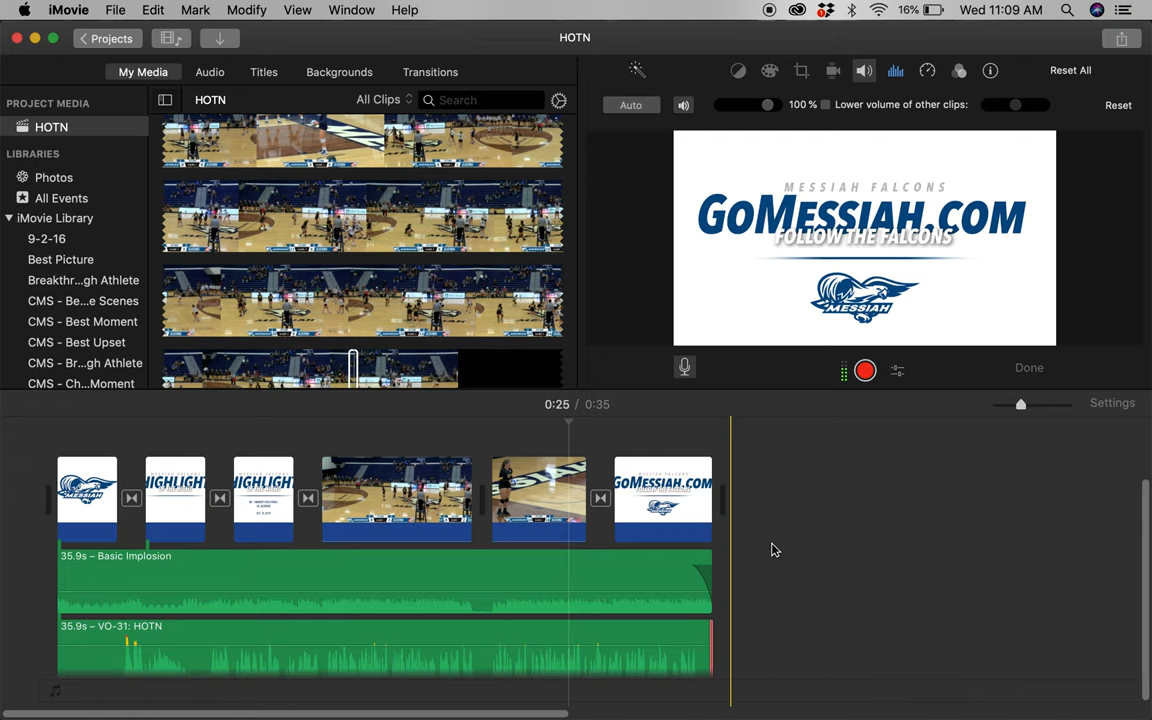 iMovie File Edit Mark Modify View Window Help 1 16% Wed 11:09 AM
Projects HOTN
My Media Audio Titles Backgrounds Transitions Reset All
PROJECT MEDIA HOTN All Clips Search Auto 100 % Lower volume of other clips: Reset
HOTN
LIBRARIES
Photos
All Events
iMovie Library
9-2-16
Best Picture
Breakthr...gh Athlete
CMS - Be...e Scenes
CMS - Best Moment
CMS - Best Upset
CMS - Br...gh Athlete
CMS - Ch...Moment
MESSIAH FALCONS
GOMESSIAH.COM
FOLLOW THE FALCONS
MESSIAH
Done
0:25 / 0:35 Settings
MESSIAH HIGHLIGHT HIGHLIGHT GOMESSIAH.COM
35.9s – Basic Implosion
35.9s – VO-31: HOTN